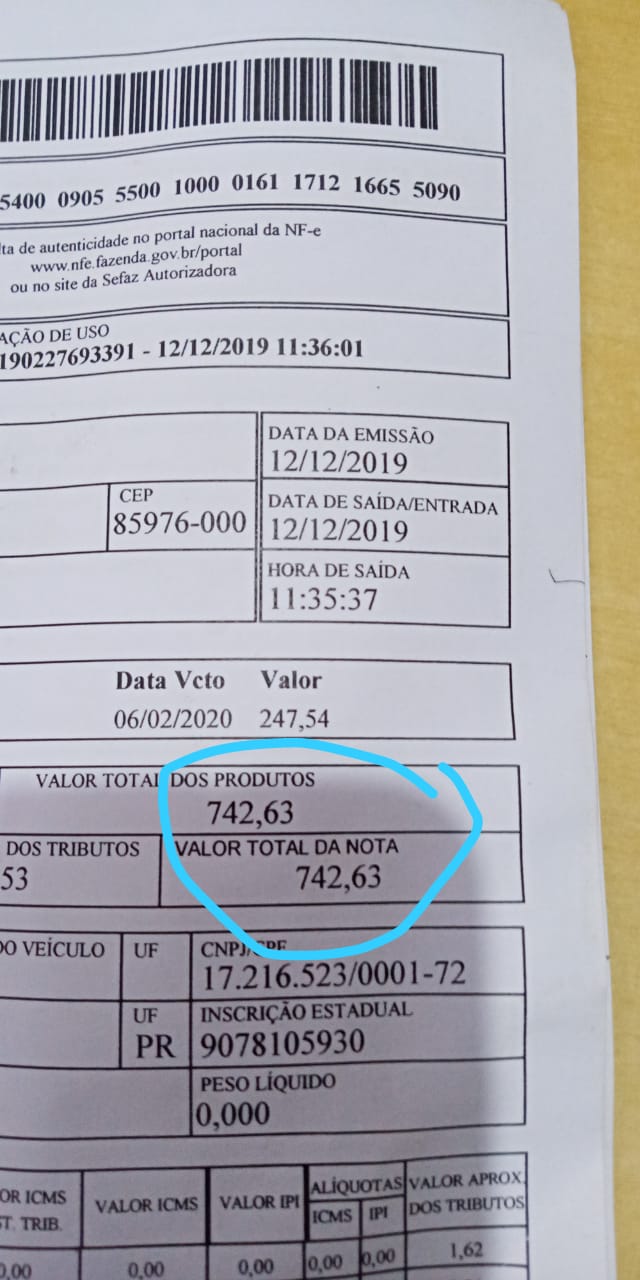 5400 0905 5500 1000 0161 1712 1665 5090
lta de autenticidade no portal nacional da NF-e
www.nfe.fazenda.gov.br/portal
ou no site da Sefaz Autorizadora
AÇÃO DE USO
190227693391 - 12/12/2019 11:36:01
DATA DA EMISSÃO
12/12/2019
CEP
85976-000
DATA DE SAÍDA/ENTRADA
12/12/2019
HORA DE SAÍDA
11:35:37
Data Vcto Valor
06/02/2020 247,54
VALOR TOTAL DOS PRODUTOS
742,63
DOS TRIBUTOS
53
VALOR TOTAL DA NOTA
742,63
DO VEÍCULO
UF
CNPJ/CPF
17.216.523/0001-72
UF
PR
INSCRIÇÃO ESTADUAL
9078105930
PESO LÍQUIDO
0,000
OR ICMS
ST. TRIB.
VALOR ICMS
VALOR IPI
ALÍQUOTAS
ICMS IPI
VALOR APROX.
DOS TRIBUTOS
0,00 0,00 0,00 0,00 0,00 1,62